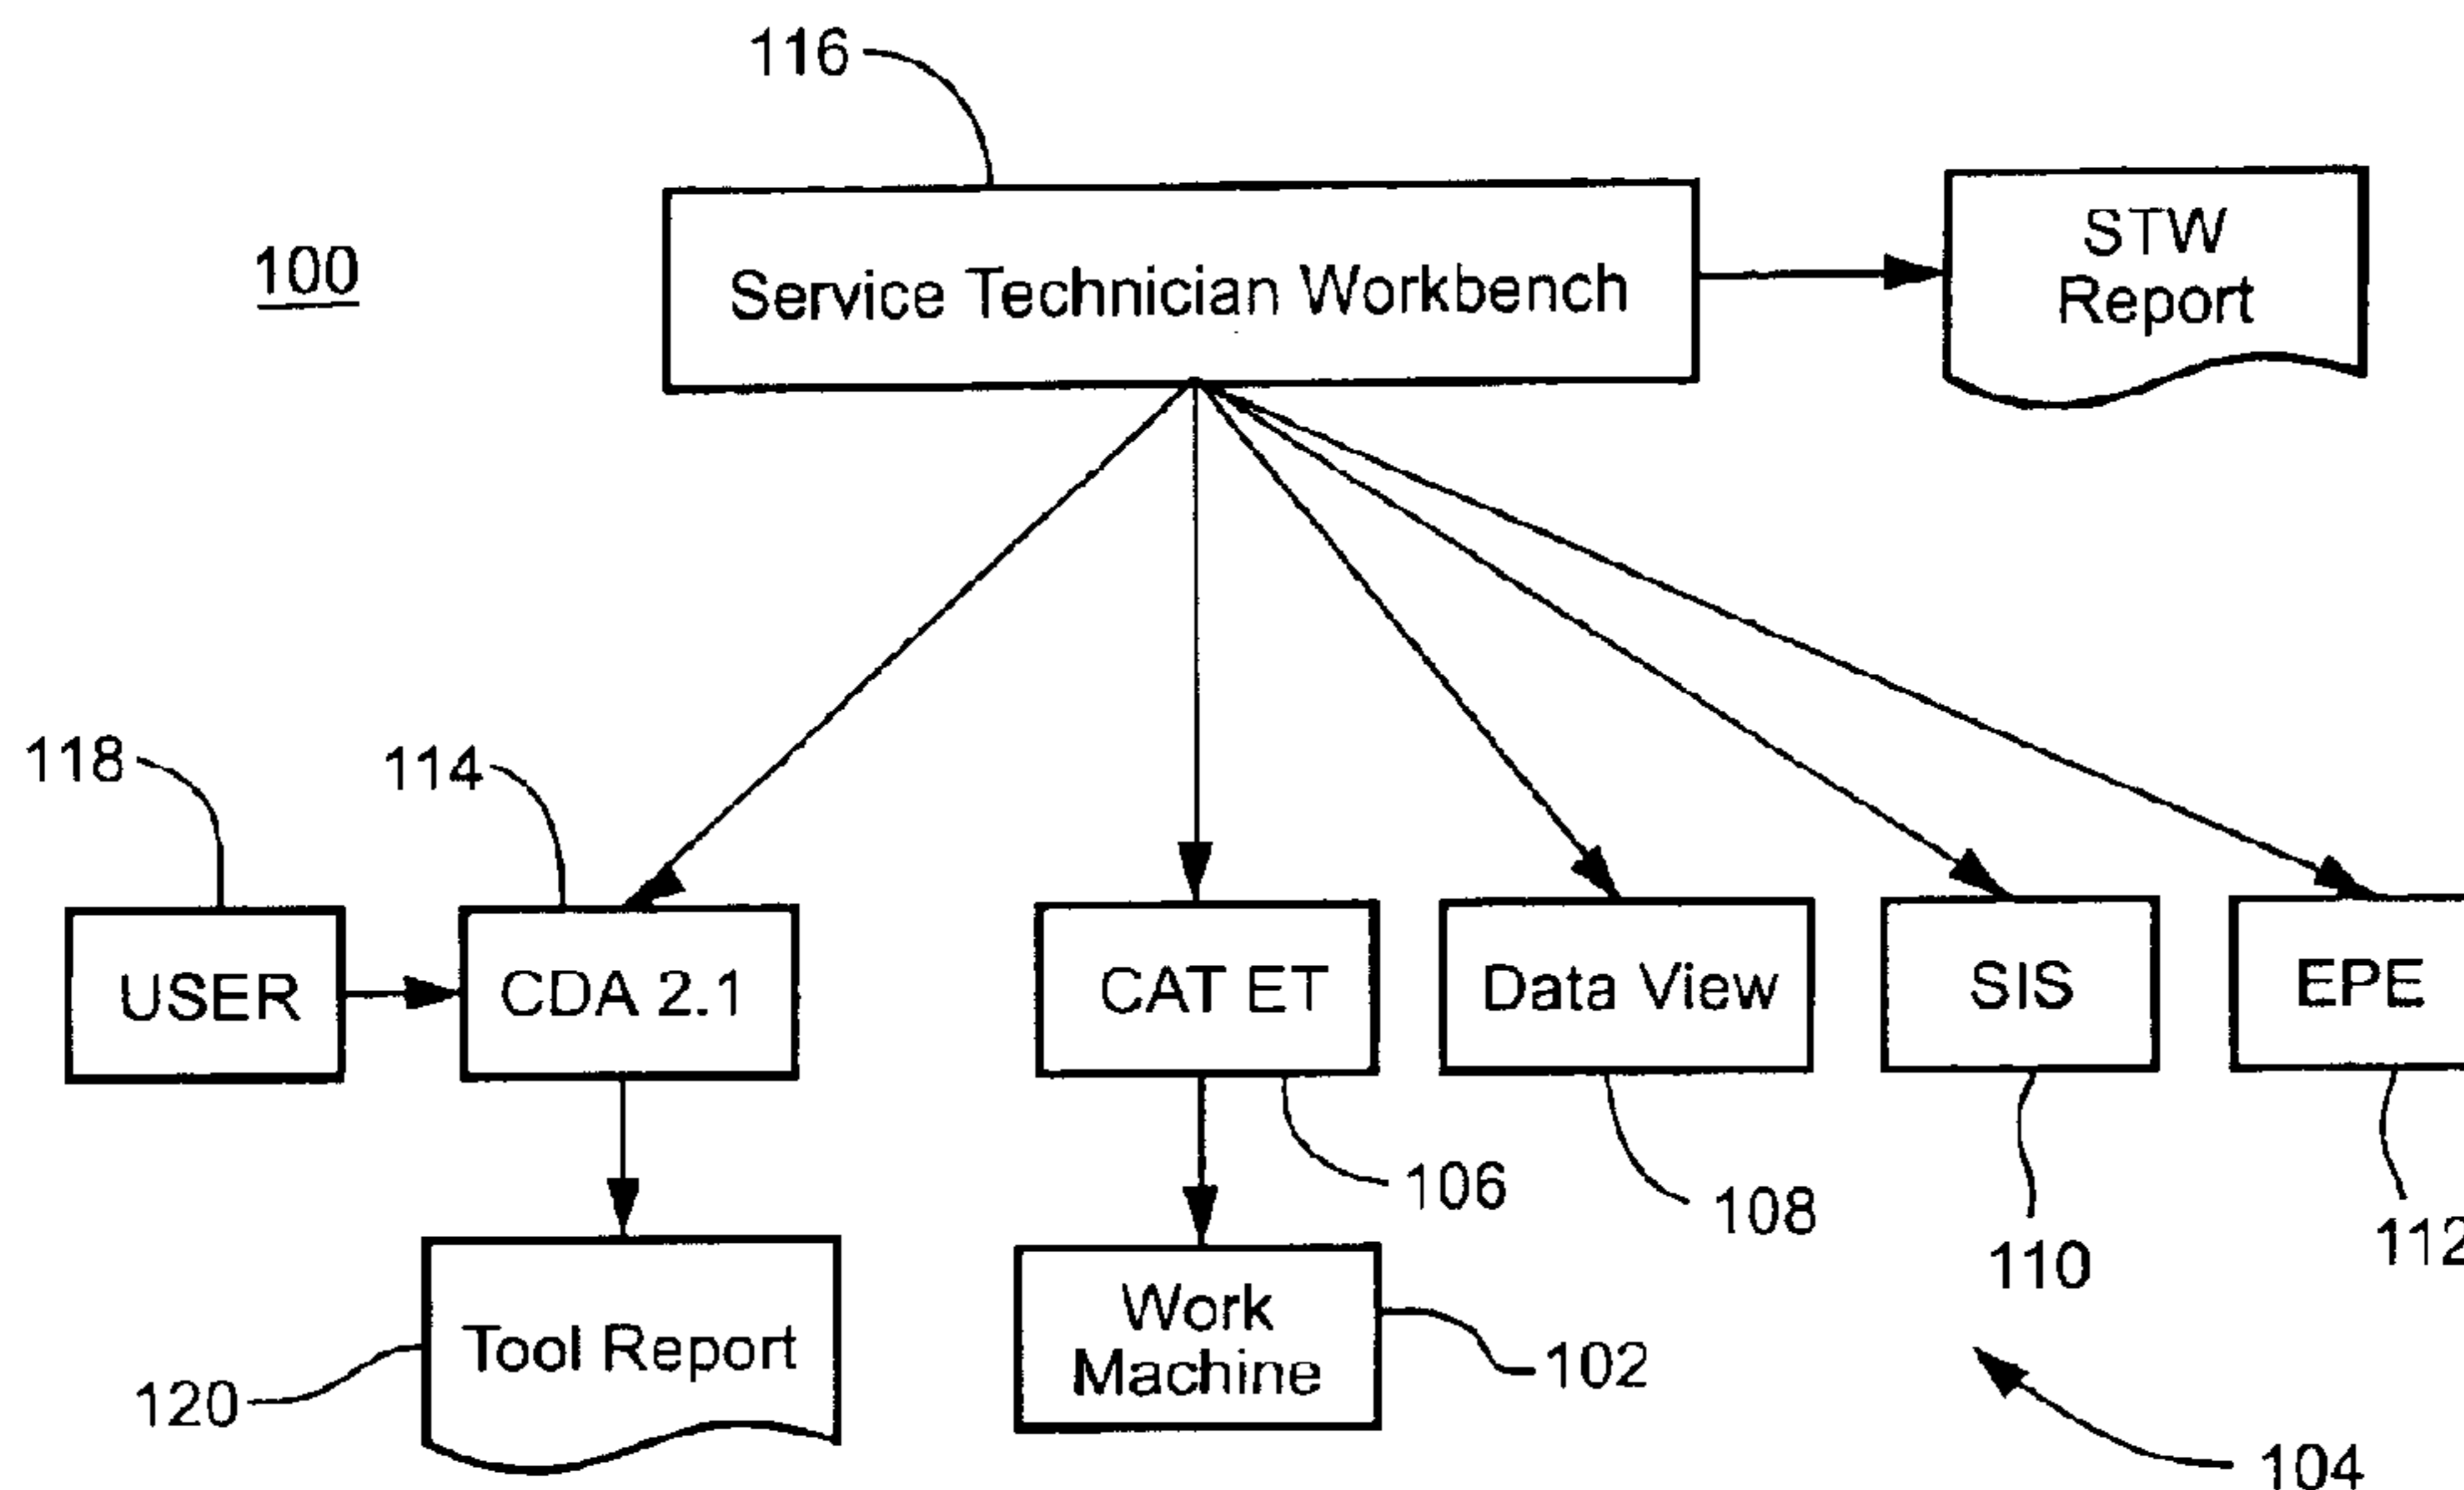 116
100
Service Technician Workbench
STW
Report
118
114
USER
CDA 2.1
CAT ET
Data View
SIS
EPE
106
108
110
112
Work
Machine
102
Tool Report
120
104